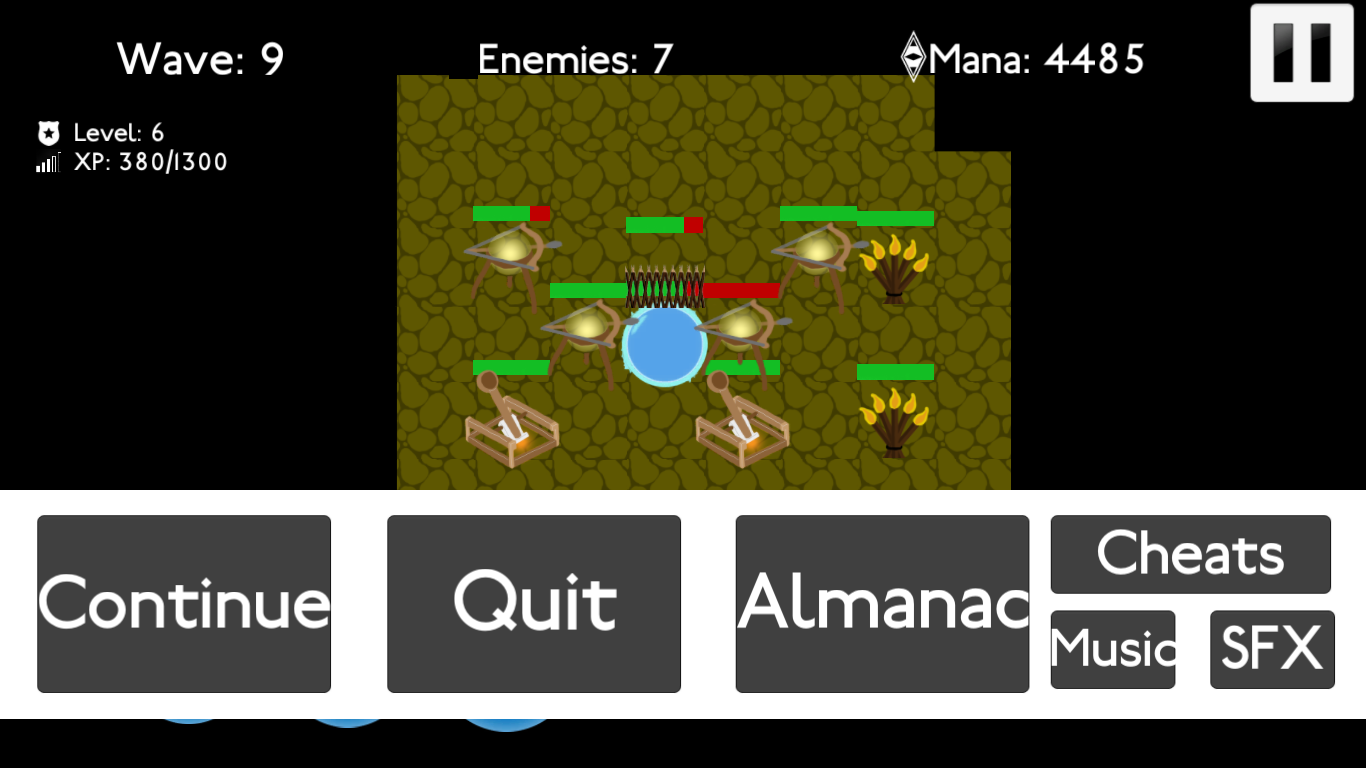 Wave: 9
Enemies: 7
Mana: 4485
Level: 6
XP: 380/1300
Continue
Quit
Almanac
Cheats
Music
SFX